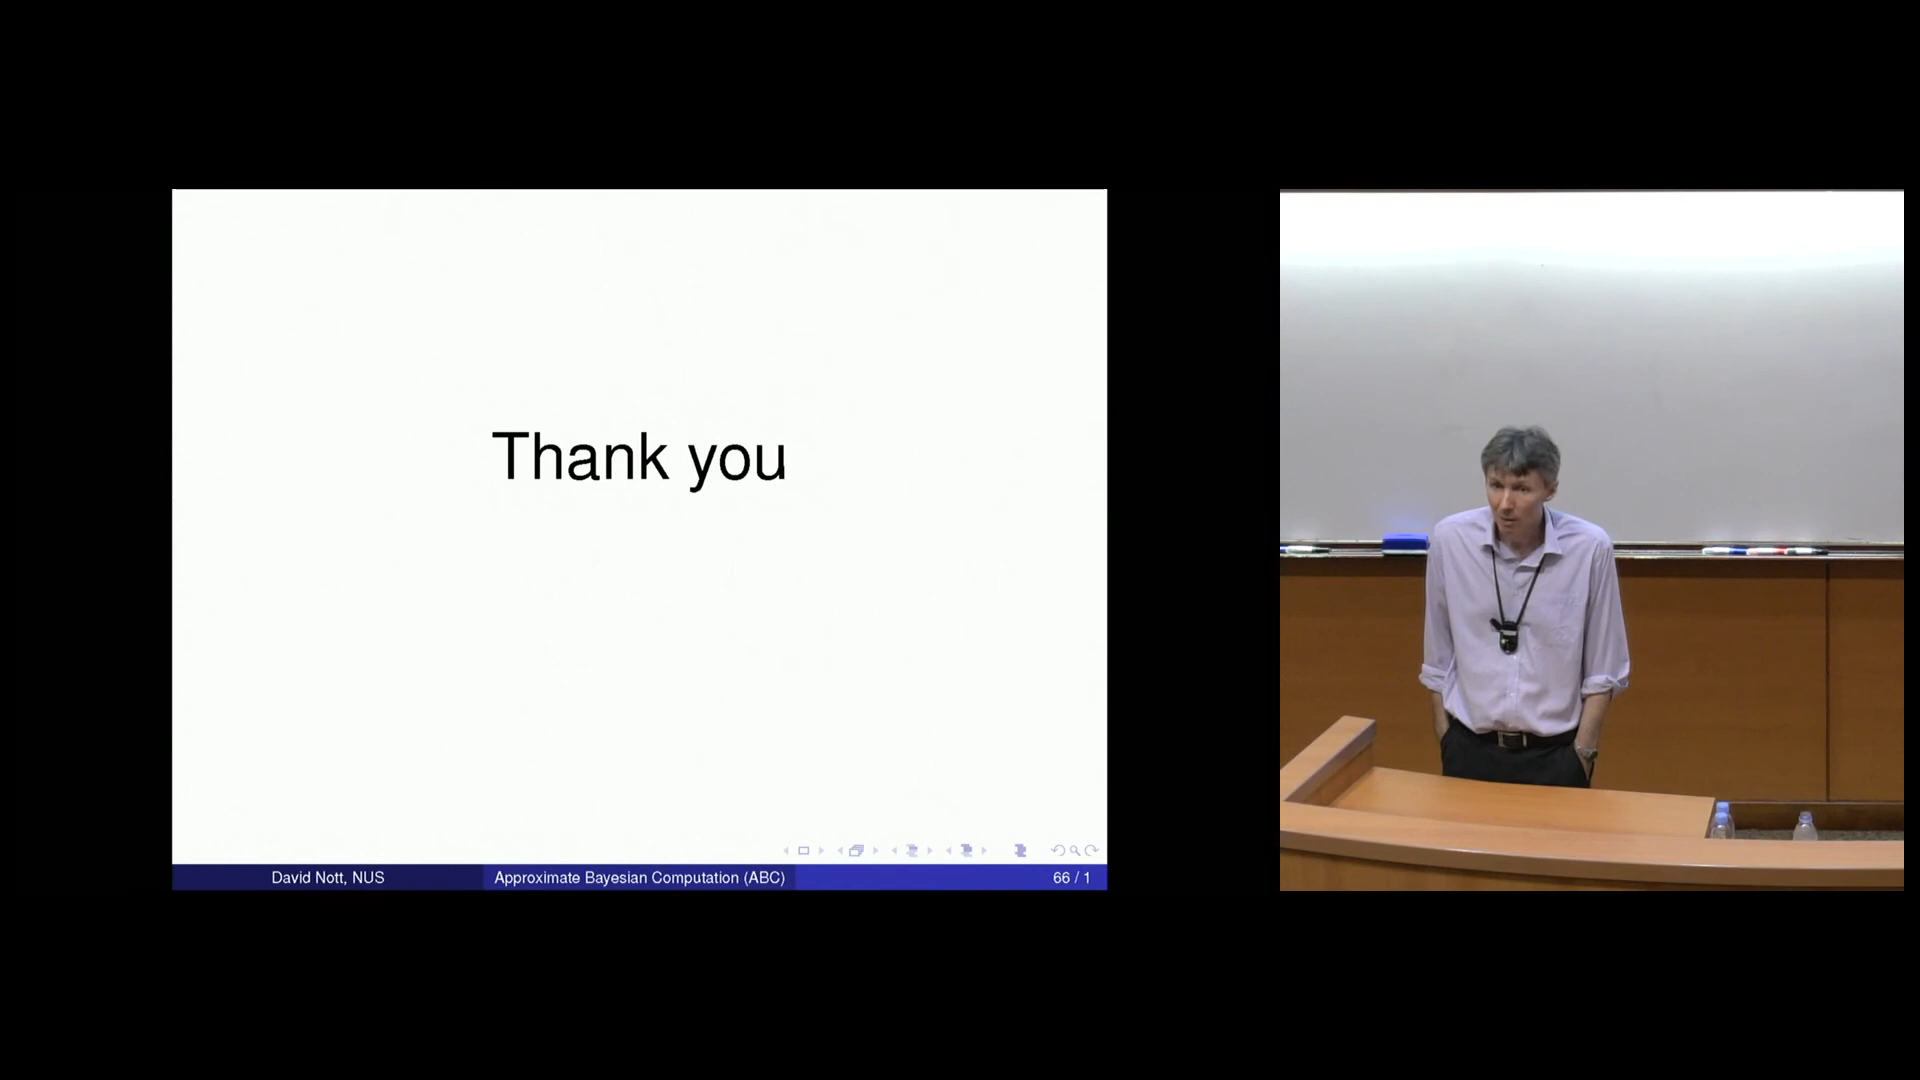 Thank you
David Nott, NUS
Approximate Bayesian Computation (ABC)
66 / 1